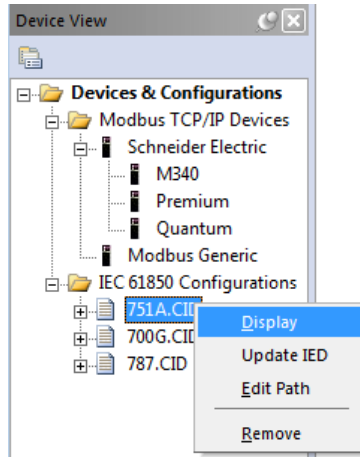 Device View
Devices & Configurations
Modbus TCP/IP Devices
Schneider Electric
M340
Premium
Quantum
Modbus Generic
IEC 61850 Configurations
751A.CID
Display
700G.CID
Update IED
787.CID
Edit Path
Remove